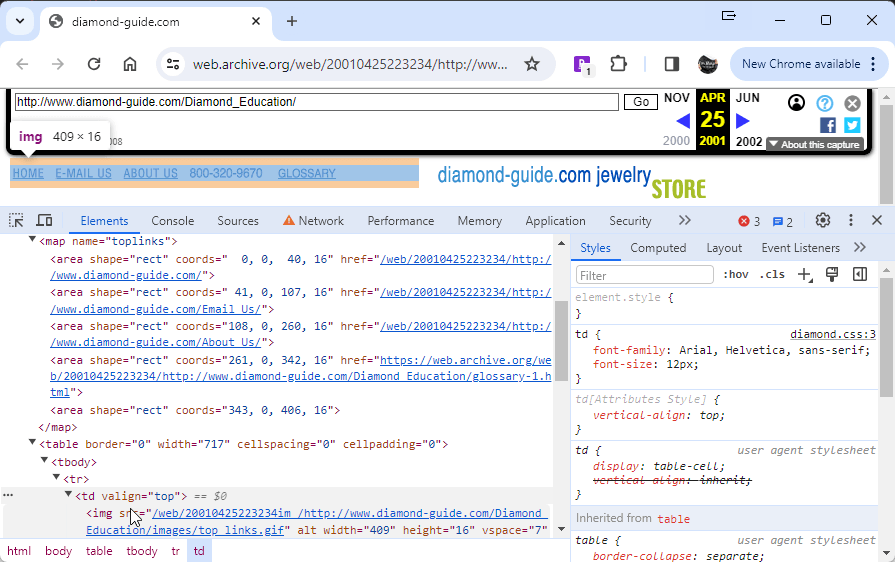 diamond-guide.com
web.archive.org/web/20010425223234/http://ww...
1
New Chrome available
http://www.diamond-guide.com/Diamond_Education/
Go
NOV APR JUN
25
2000 2001 2002
About this capture
img 409 × 16
008
HOME E-MAIL US ABOUT US 800-320-9670 GLOSSARY
diamond-guide.com jewelry
STORE
Elements Console Sources Network Performance Memory Application Security 3 2
<map name="toplinks">
<area shape="rect" coords="  0, 0,  40, 16" href="/web/20010425223234/http:/
/www.diamond-guide.com/">
<area shape="rect" coords=" 41, 0, 107, 16" href="/web/20010425223234/http:/
/www.diamond-guide.com/Email_Us/">
<area shape="rect" coords="108, 0, 260, 16" href="/web/20010425223234/http:/
/www.diamond-guide.com/About_Us/">
<area shape="rect" coords="261, 0, 342, 16" href="https://web.archive.org/we
b/20010425223234/http://www.diamond-guide.com/Diamond_Education/glossary-1.h
tml">
<area shape="rect" coords="343, 0, 406, 16">
</map>
<table border="0" width="717" cellspacing="0" cellpadding="0">
<tbody>
<tr>
<td valign="top"> == $0
<img src="/web/20010425223234im_/http://www.diamond-guide.com/Diamond_
Education/images/top_links.gif" alt width="409" height="16" vspace="7"
html body table tbody tr td
Styles Computed Layout Event Listeners
Filter :hov .cls
element.style {
}
td { diamond.css:3
font-family: Arial, Helvetica, sans-serif;
font-size: 12px;
}
td[Attributes Style] {
vertical-align: top;
}
td { user agent stylesheet
display: table-cell;
vertical-align: inherit;
}
Inherited from table
table { user agent stylesheet
border-collapse: separate;